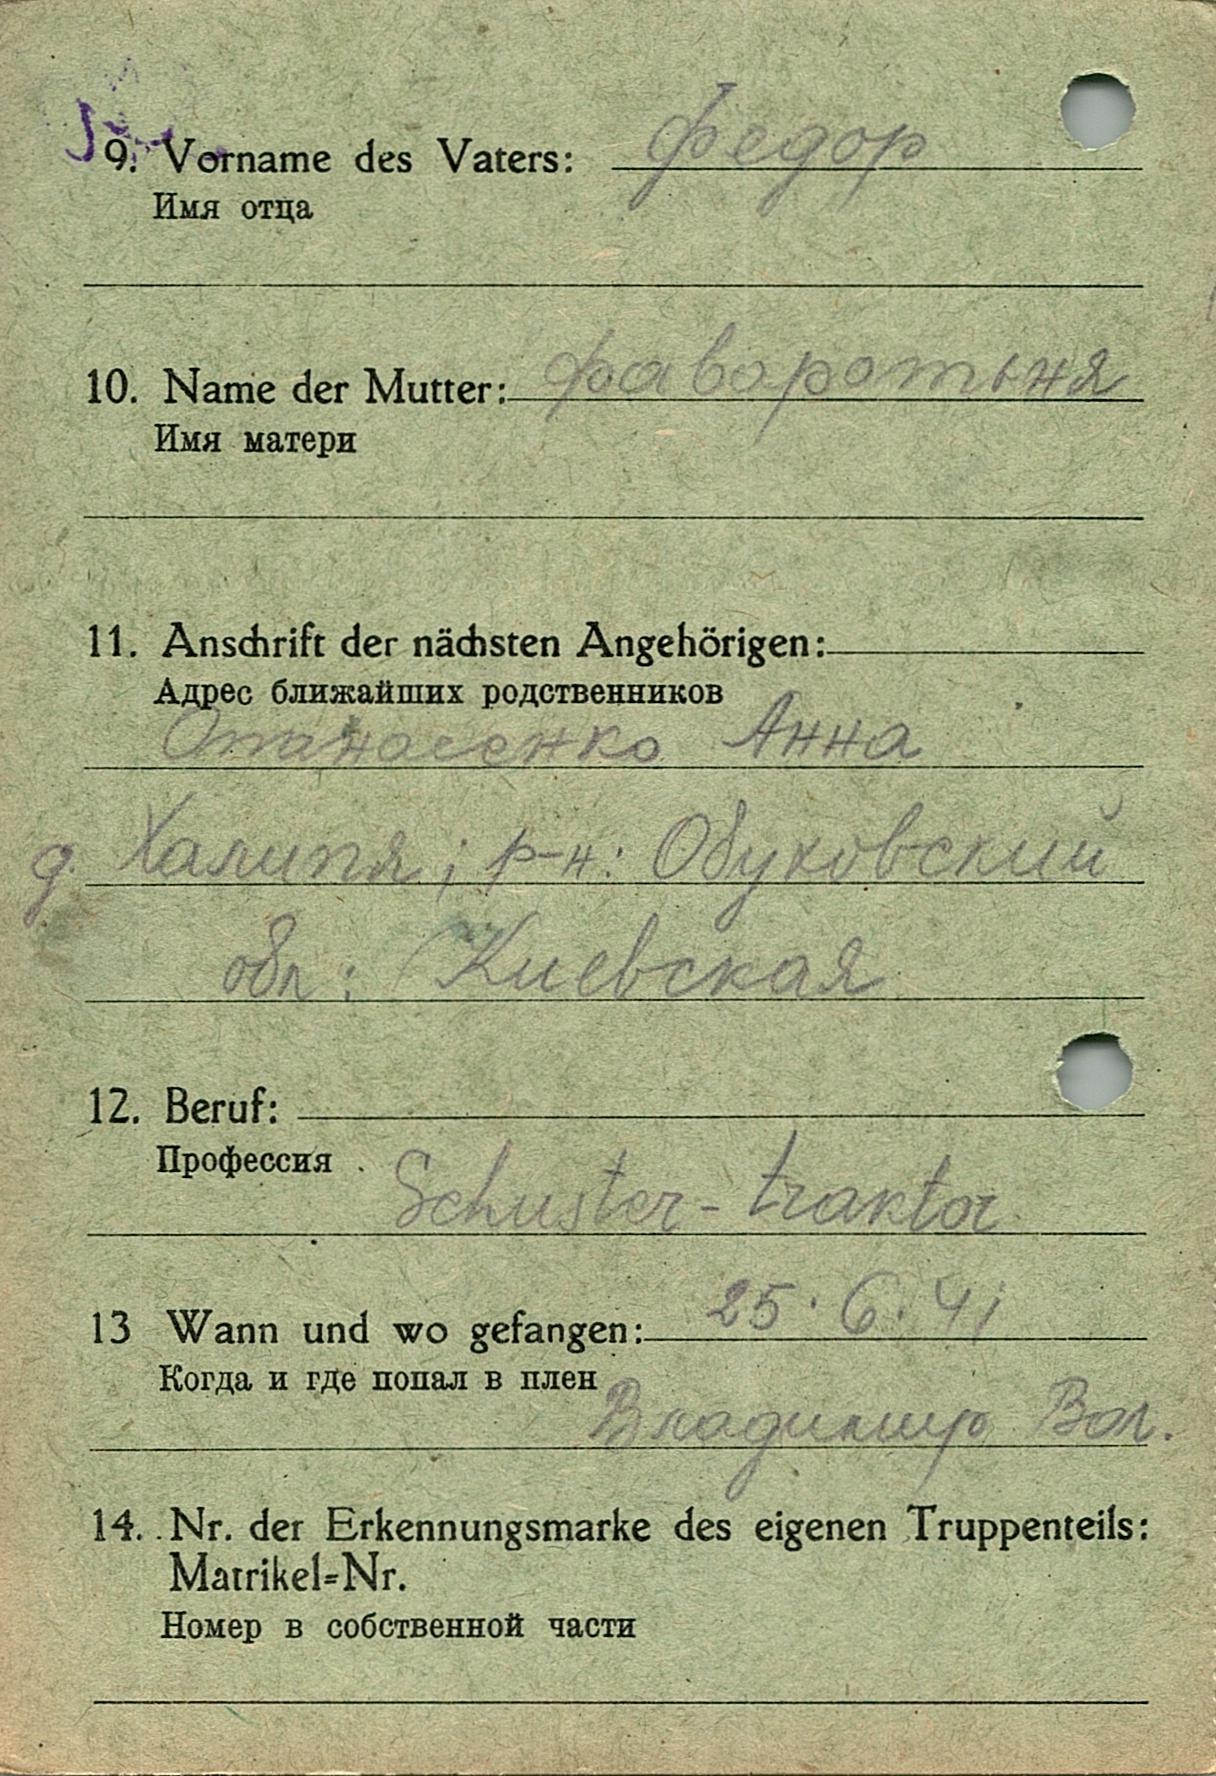 9. Vorname des Vaters: Федор
Имя отца
10. Name der Mutter: Фаворотьня
Имя матери
11. Anschrift der nächsten Angehörigen:
Адрес ближайших родственников
Отанасенко Анна
д. Халипя; р-н: Обуховский
обл: Киевская
12. Beruf:
Профессия
Schuster-traktor
13 Wann und wo gefangen: 25.6.41
Когда и где попал в плен
Владимир Вол.
14. Nr. der Erkennungsmarke des eigenen Truppenteils:
Matrikel=Nr.
Номер в собственной части